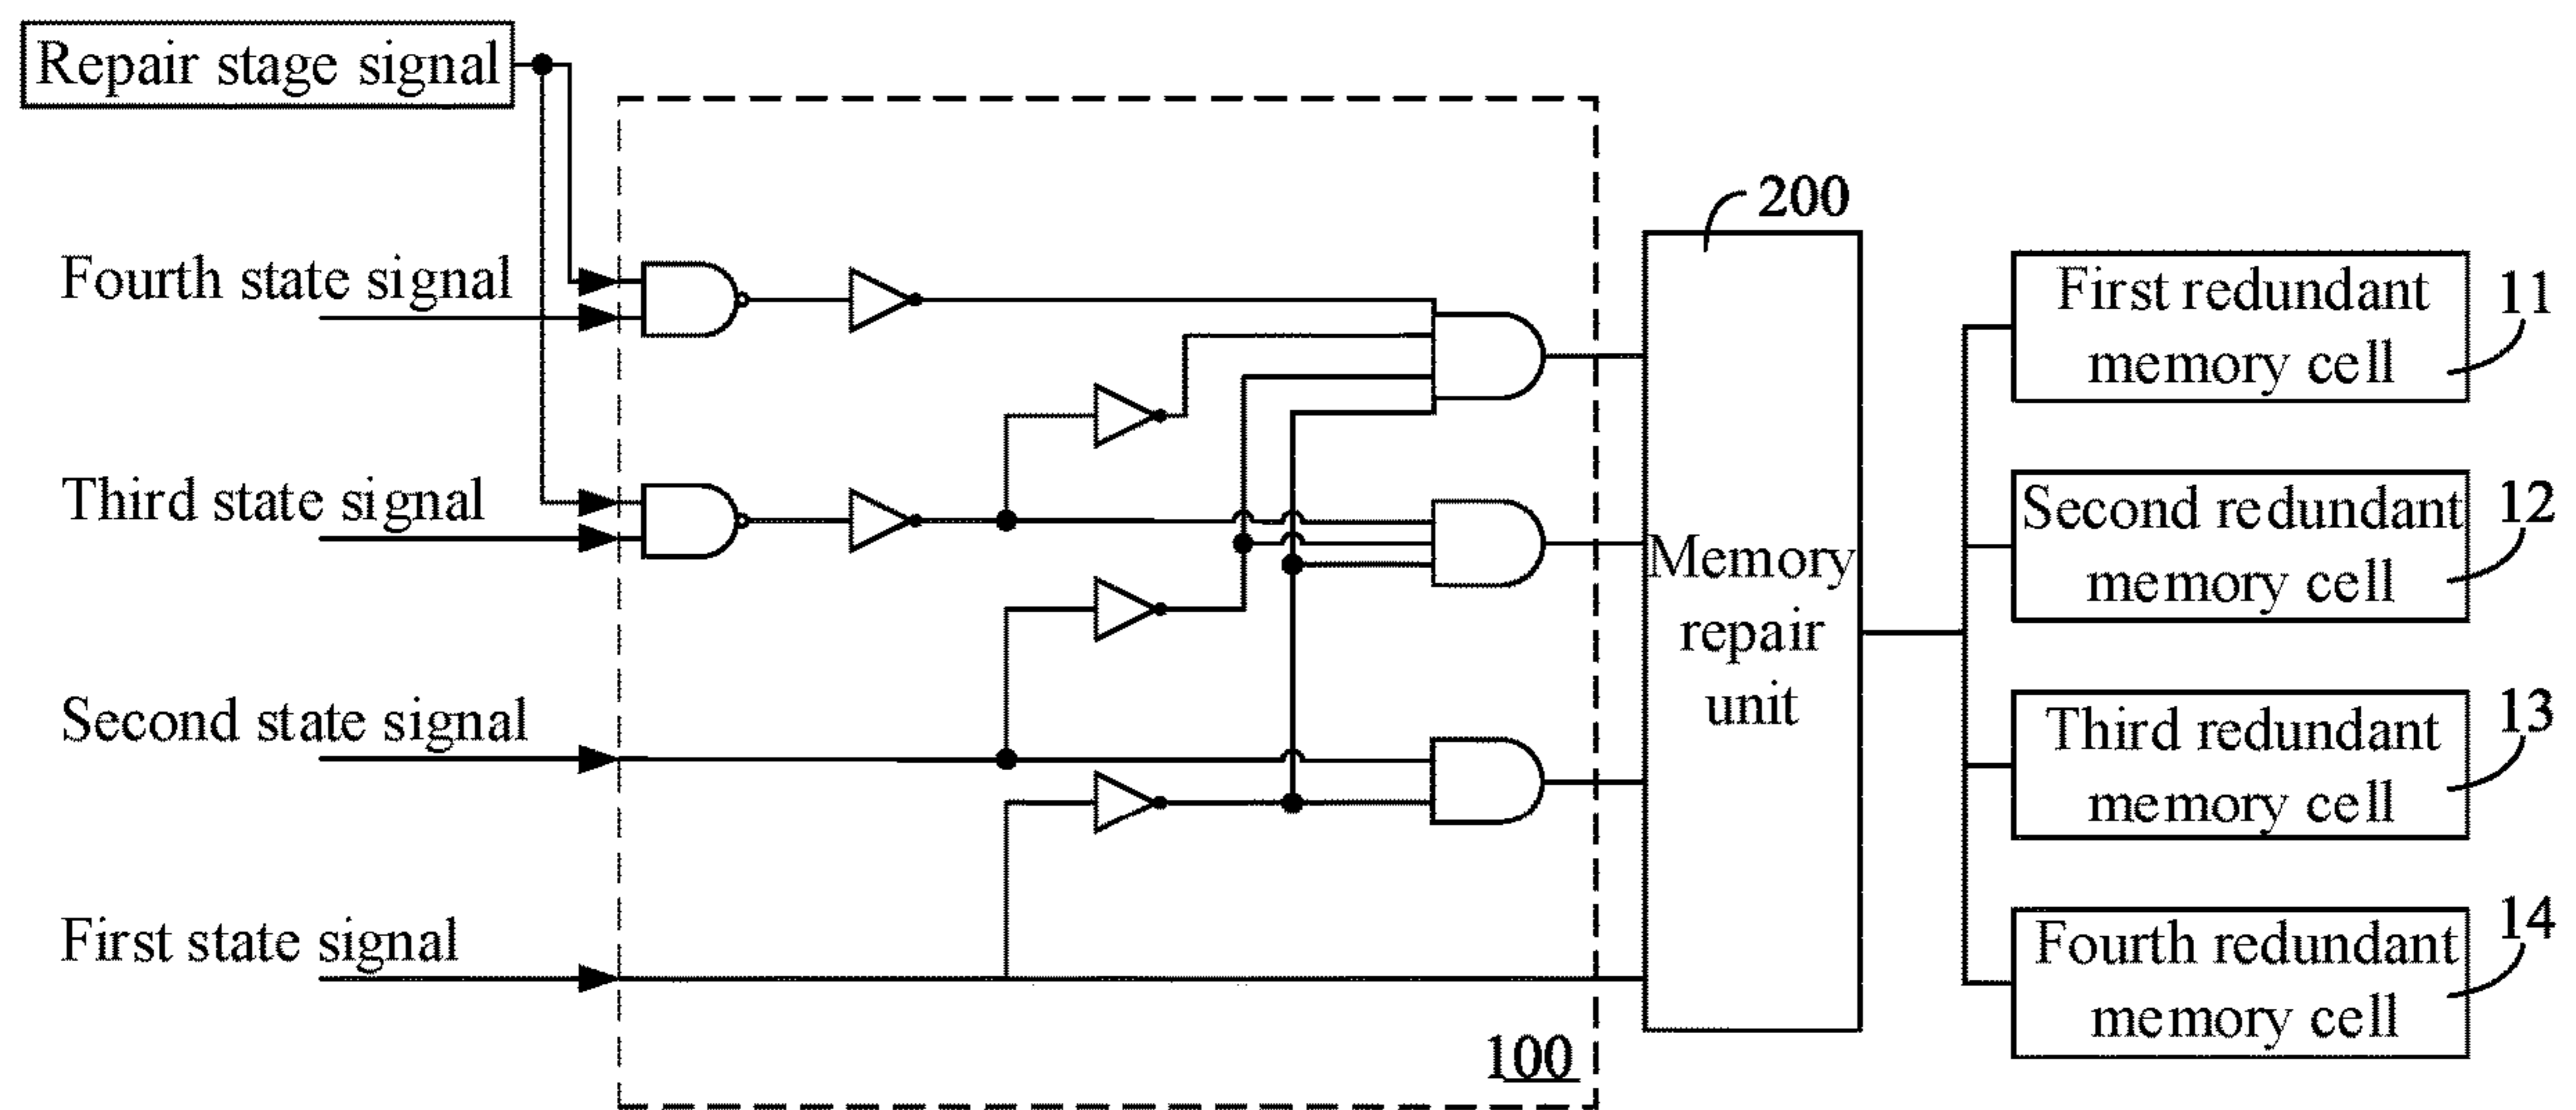 Repair stage signal
Fourth state signal
Third state signal
Second state signal
First state signal
100
200
Memory
repair
unit
First redundant
memory cell
11
Second redundant
memory cell
12
Third redundant
memory cell
13
Fourth redundant
memory cell
14